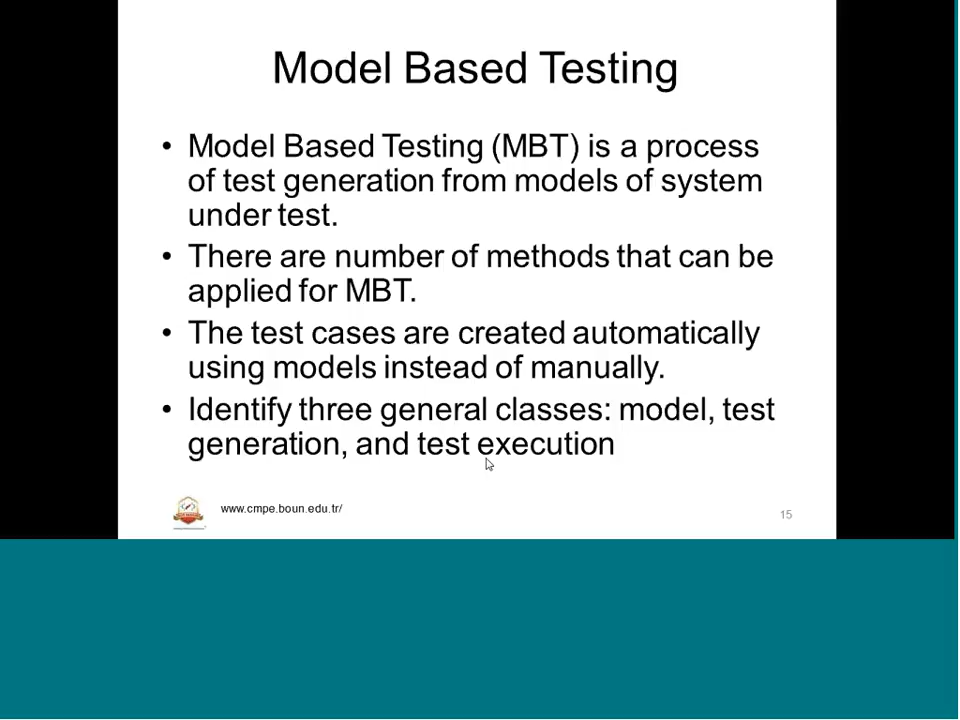 Model Based Testing
• Model Based Testing (MBT) is a process
of test generation from models of system
under test.
• There are number of methods that can be
applied for MBT.
• The test cases are created automatically
using models instead of manually.
• Identify three general classes: model, test
generation, and test execution
www.cmpe.boun.edu.tr/
15